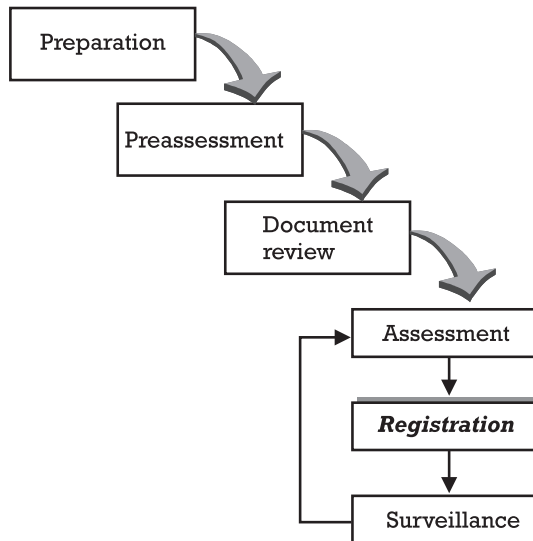 Preparation
Preassessment
Document
review
Assessment
Registration
Surveillance